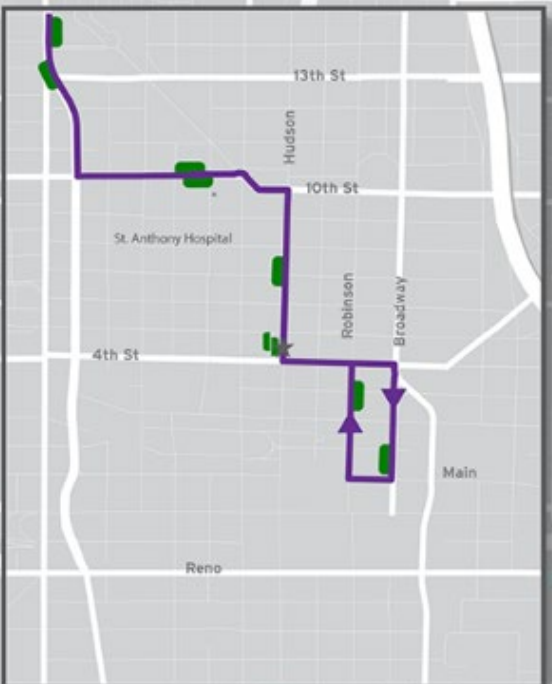 13th St
Hudson
10th St
St. Anthony Hospital
Robinson
Broadway
4th St
Main
Reno